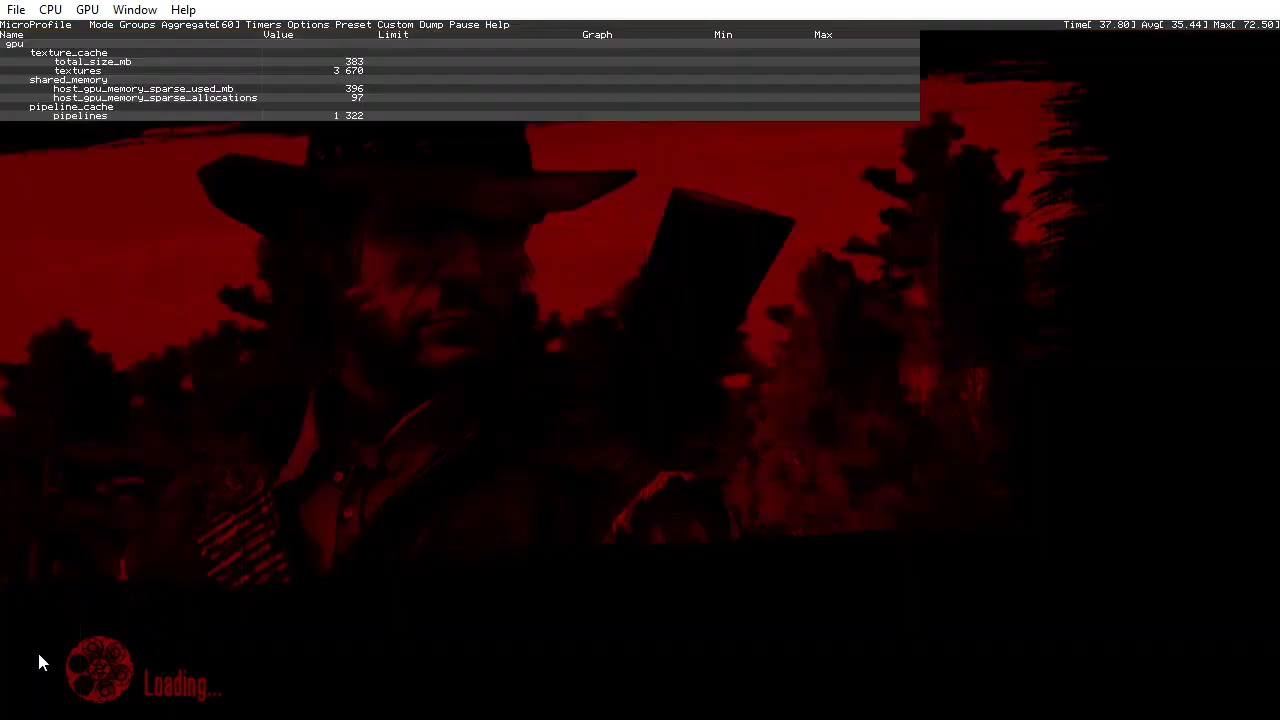 File CPU GPU Window Help
MicroProfile Mode Groups Aggregate[60] Timers Options Preset Custom Dump Pause Help Time[ 37.80] Avg[ 35.44] Max[ 72.50]
Name Value Limit Graph Min Max
gpu
texture_cache
total_size_mb 383
textures 3 670
shared_memory
host_gpu_memory_sparse_used_mb 396
host_gpu_memory_sparse_allocations 97
pipeline_cache
pipelines 1 322
Loading...